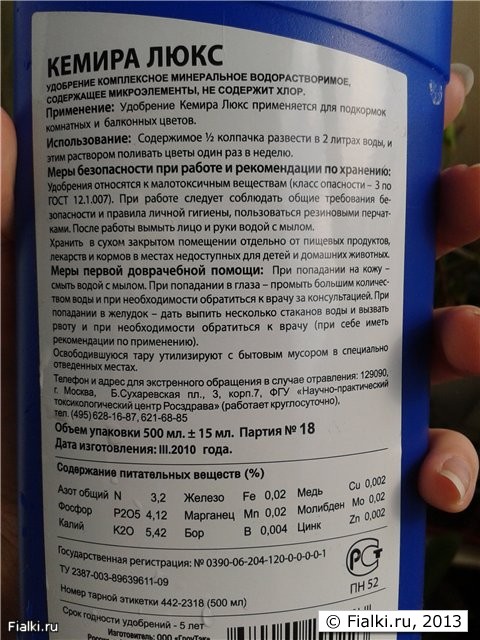 КЕМИРА ЛЮКС
УДОБРЕНИЕ КОМПЛЕКСНОЕ МИНЕРАЛЬНОЕ ВОДОРАСТВОРИМОЕ,
СОДЕРЖАЩЕЕ МИКРОЭЛЕМЕНТЫ, НЕ СОДЕРЖИТ ХЛОР.
Применение: Удобрение Кемира Люкс применяется для подкормок
комнатных и балконных цветов.
Использование: Содержимое ½ колпачка развести в 2 литрах воды, и
этим раствором поливать цветы один раз в неделю.
Меры безопасности при работе и рекомендации по хранению:
Удобрения относятся к малотоксичным веществам (класс опасности – 3 по
ГОСТ 12.1.007). При работе следует соблюдать общие требования бе-
зопасности и правила личной гигиены, пользоваться резиновыми перчат-
ками. После работы вымыть лицо и руки водой с мылом.
Хранить в сухом закрытом помещении отдельно от пищевых продуктов,
лекарств и кормов в местах недоступных для детей и домашних животных.
Меры первой доврачебной помощи: При попадании на кожу –
смыть водой с мылом. При попадании в глаза – промыть большим количес-
твом воды и при необходимости обратиться к врачу за консультацией. При
попадании в желудок – дать выпить несколько стаканов воды и вызвать
рвоту и при необходимости обратиться к врачу (при себе иметь
рекомендации по применению).
Освободившуюся тару утилизируют с бытовым мусором в специально
отведенных местах.
Телефон и адрес для экстренного обращения в случае отравления: 129090,
г. Москва, Б.Сухаревская пл., 3, корп.7, ФГУ «Научно-практический
токсикологический центр Росздрава» (работает круглосуточно),
тел. (495) 628-16-87, 621-68-85
Объем упаковки 500 мл. ± 15 мл. Партия № 18
Дата изготовления: III.2010 года.
Содержание питательных веществ (%)
Азот общий N 3,2 Железо Fe 0,02 Медь Cu 0,002
Фосфор P2O5 4,12 Марганец Mn 0,02 Молибден Mo 0,02
Калий K2O 5,42 Бор B 0,004 Цинк Zn 0,002
Государственная регистрация: № 0390-06-204-120-0-0-0-0-1
ТУ 2387-003-89639611-09
РСТ
ПН 52
Номер тарной этикетки 442-2318 (500 мл)
Срок годности удобрений - 5 лет
Изготовитель: ООО
Fialki.ru
© Fialki.ru, 2013